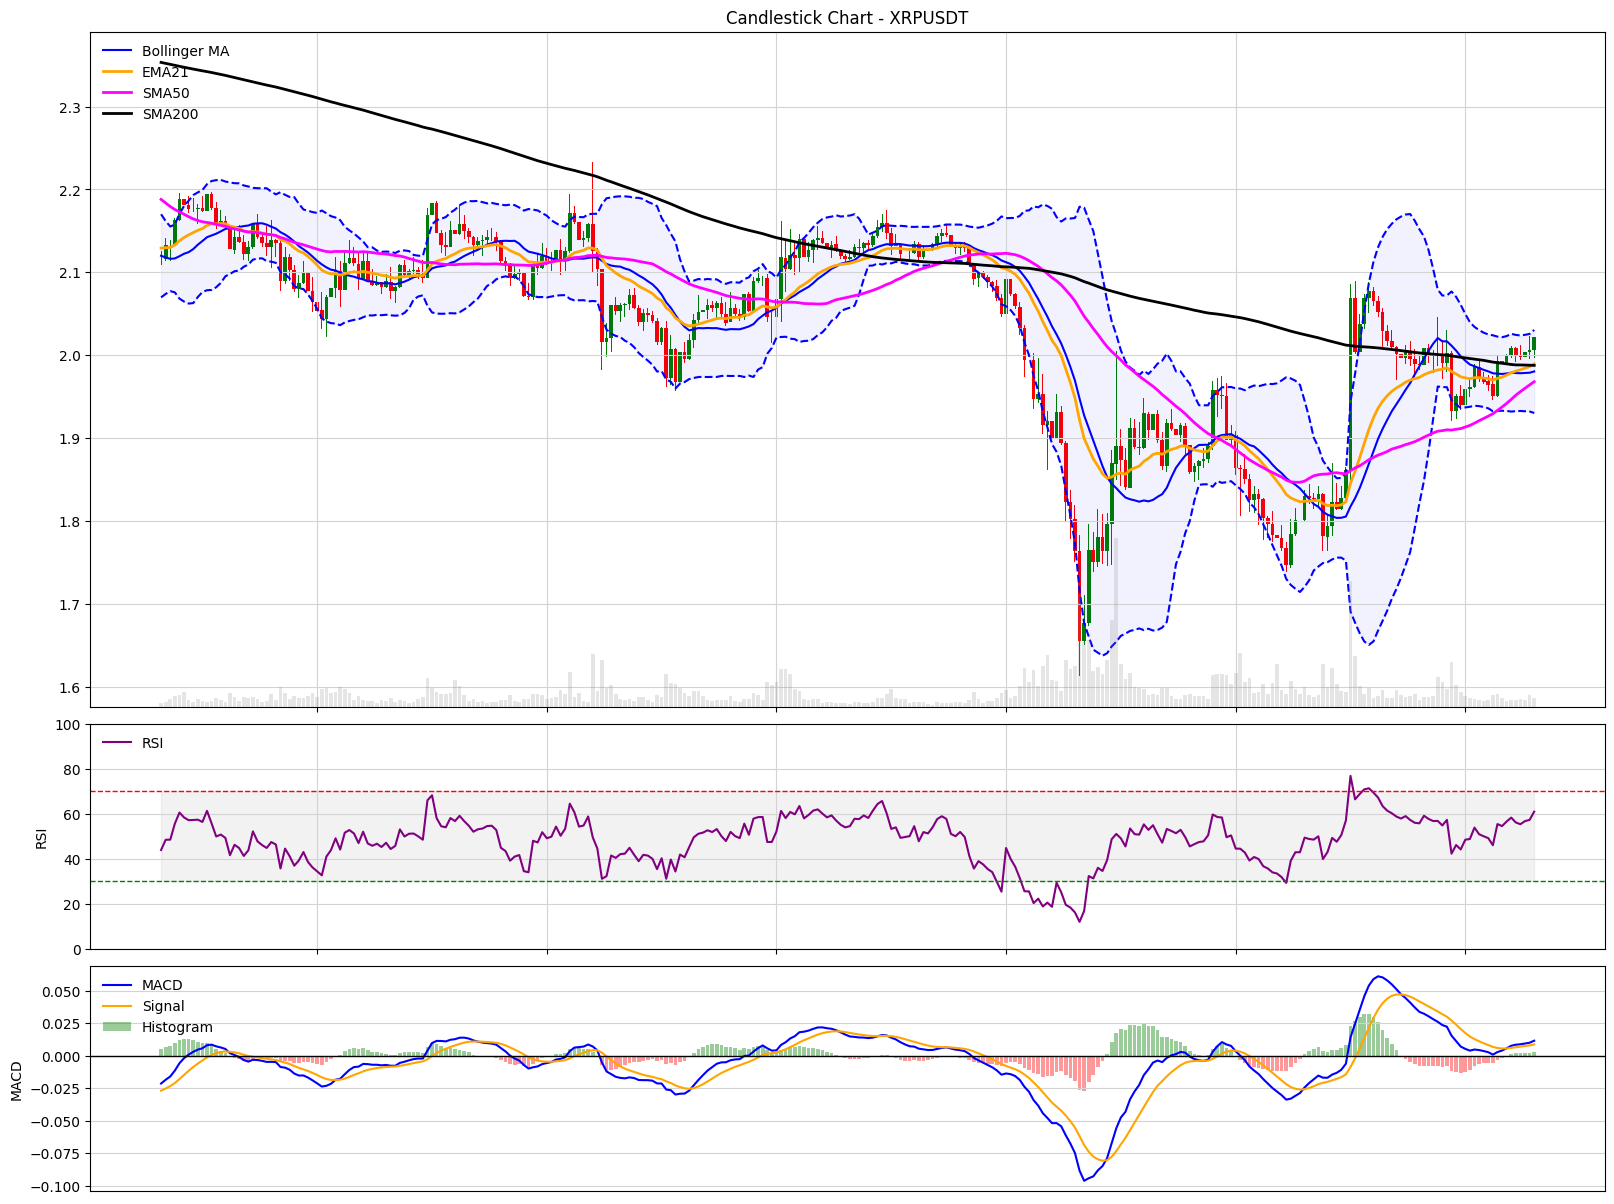 Candlestick Chart - XRPUSDT
Bollinger MA
EMA21
SMA50
SMA200
2.3
2.2
2.1
2.0
1.9
1.8
1.7
1.6
RSI
100
80
60
40
20
0
RSI
MACD
Signal
Histogram
0.050
0.025
0.000
−0.025
−0.050
−0.075
−0.100
MACD